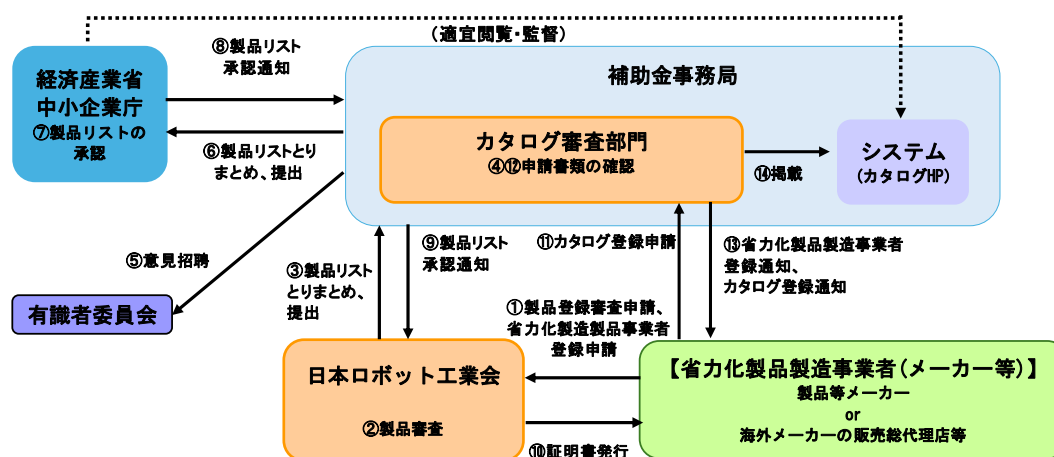 (適宜閲覧・監督)
⑧製品リスト
承認通知
経済産業省
中小企業庁
⑦製品リストの
承認
補助金事務局
カタログ審査部門
④⑫申請書類の確認
システム
(カタログHP)
⑭掲載
⑥製品リストとり
まとめ、提出
⑤意見招聘
有識者委員会
③製品リスト
とりまとめ、
提出
⑨製品リスト
承認通知
⑪カタログ登録申請
⑬省力化製品製造事業者
登録通知、
カタログ登録通知
①製品登録審査申請、
省力化製造製品事業者
登録申請
日本ロボット工業会
②製品審査
⑩証明書発行
【省力化製品製造事業者(メーカー等)】
製品等メーカー
or
海外メーカーの販売総代理店等